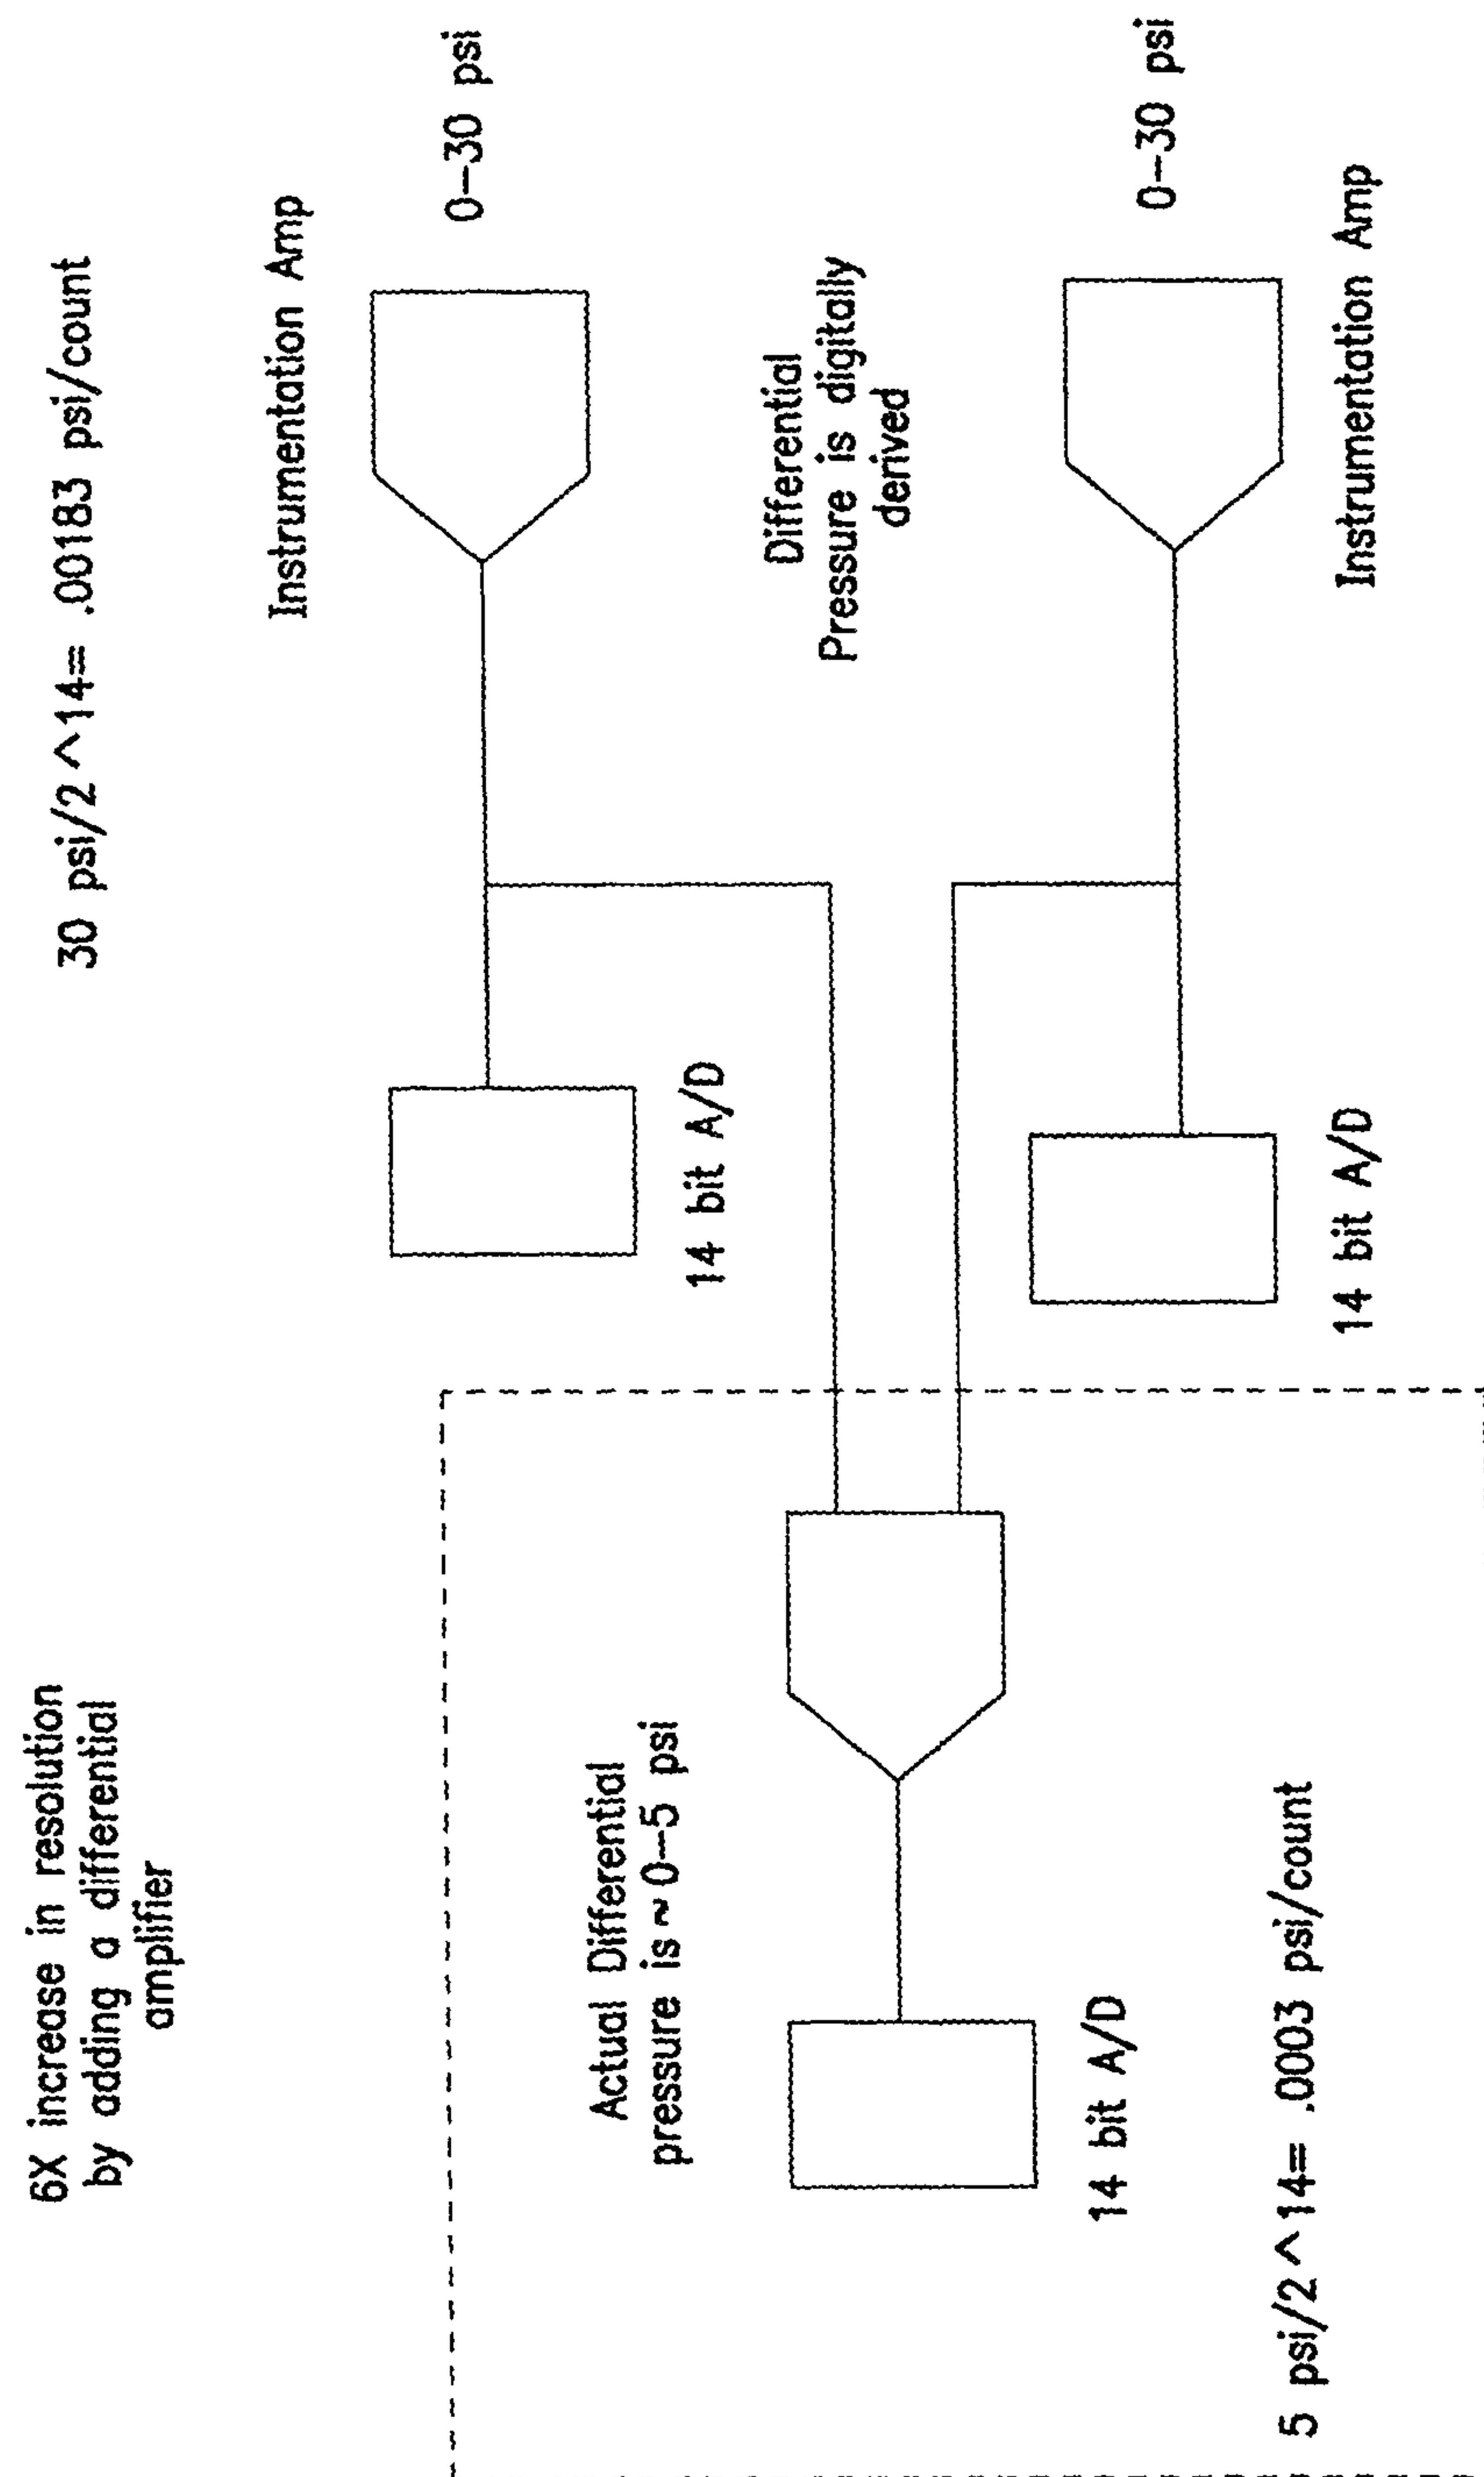 6X increase in resolution
by adding a differential
amplifier
30 psi/2^14= .00183 psi/count
Instrumentation Amp
0-30 psi
14 bit A/D
Actual Differential
pressure is ~ 0-5 psi
Differential
Pressure is digitally
derived
14 bit A/D
0-30 psi
5 psi/2^14= .0003 psi/count
14 bit A/D
Instrumentation Amp